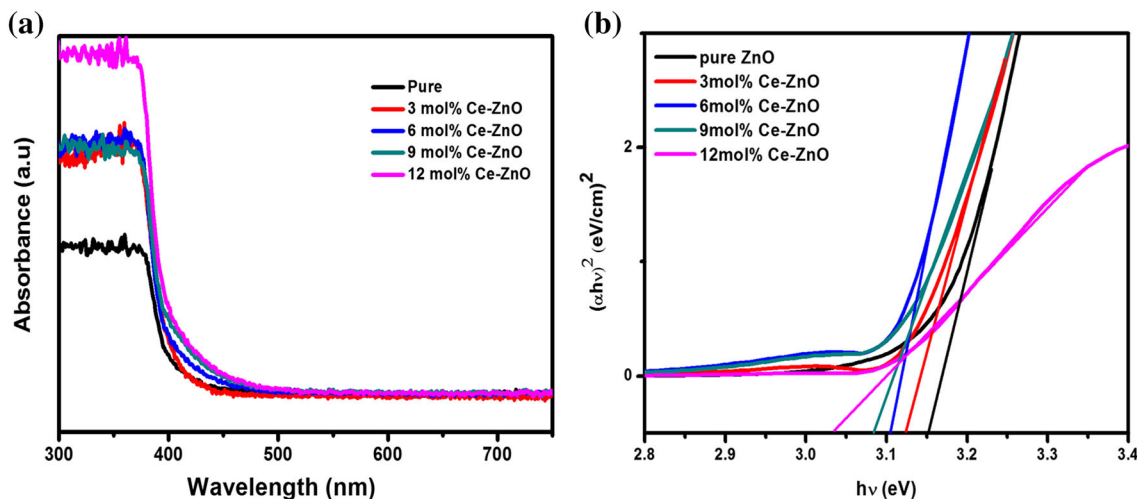 (a)
Absorbance (a.u)
Pure
3 mol% Ce-ZnO
6 mol% Ce-ZnO
9 mol% Ce-ZnO
12 mol% Ce-ZnO
300 400 500 600 700
Wavelength (nm)
(b)
(αhν)² (eV/cm)²
pure ZnO
3mol% Ce-ZnO
6mol% Ce-ZnO
9mol% Ce-ZnO
12mol% Ce-ZnO
2
0
2.8 2.9 3.0 3.1 3.2 3.3 3.4
hν (eV)